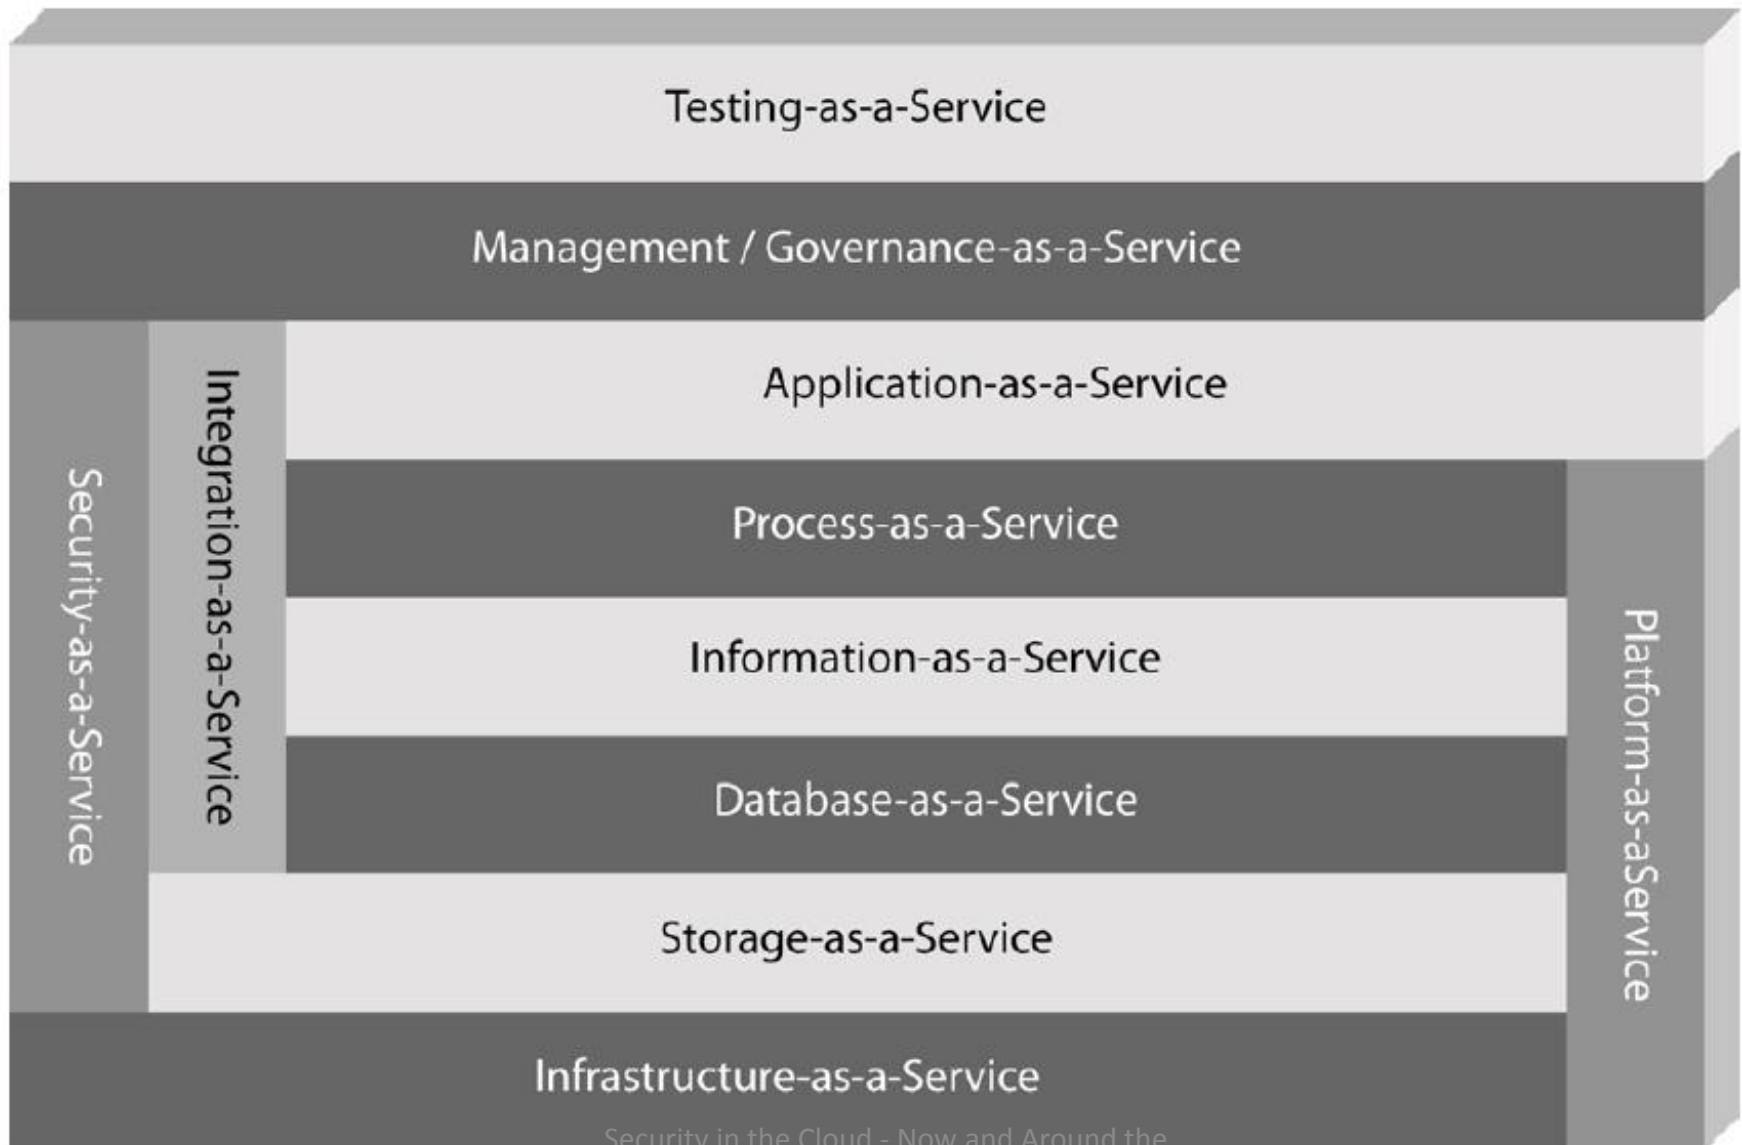 Testing-as-a-Service
Management / Governance-as-a-Service
Application-as-a-Service
Integration-as-a-Service
Security-as-a-Service
Process-as-a-Service
Information-as-a-Service
Platform-as-aService
Database-as-a-Service
Storage-as-a-Service
Infrastructure-as-a-Service
Security in the Cloud - Now and Around the